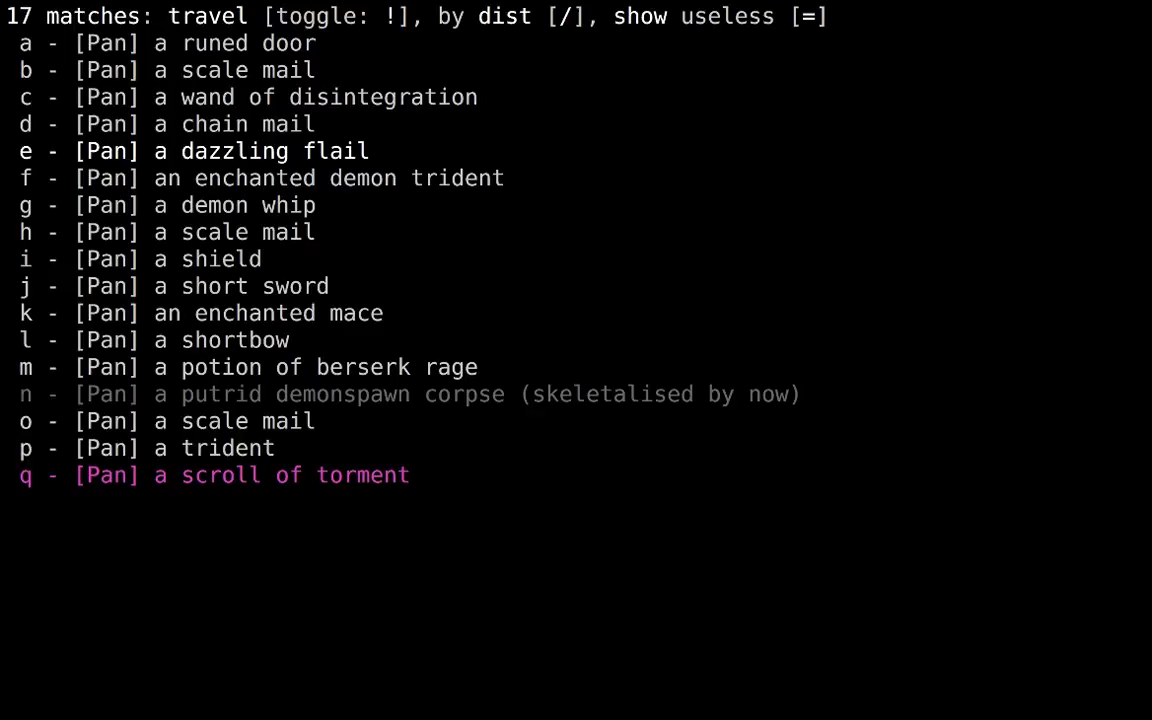 17 matches: travel [toggle: !], by dist [/], show useless [=]
a - [Pan] a runed door
b - [Pan] a scale mail
c - [Pan] a wand of disintegration
d - [Pan] a chain mail
e - [Pan] a dazzling flail
f - [Pan] an enchanted demon trident
g - [Pan] a demon whip
h - [Pan] a scale mail
i - [Pan] a shield
j - [Pan] a short sword
k - [Pan] an enchanted mace
l - [Pan] a shortbow
m - [Pan] a potion of berserk rage
n - [Pan] a putrid demonspawn corpse (skeletalised by now)
o - [Pan] a scale mail
p - [Pan] a trident
q - [Pan] a scroll of torment